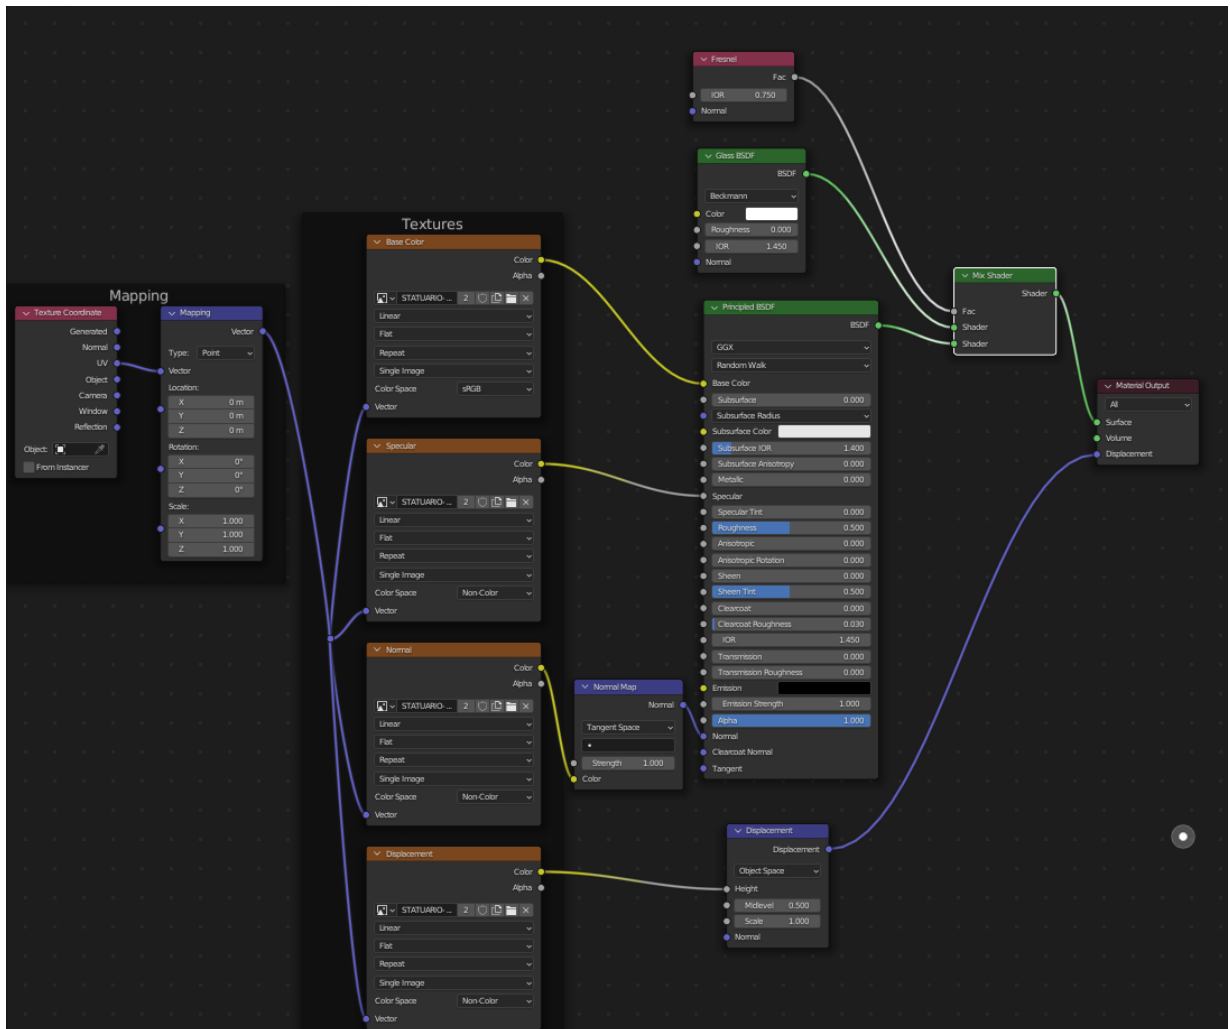 Mapping
Texture Coordinate
Generated
Normal
UV
Object
Camera
Window
Reflection
Object:
From Instancer
Mapping
Vector
Type: Point
Vector
Location:
X 0 m
Y 0 m
Z 0 m
Rotation:
X 0°
Y 0°
Z 0°
Scale:
X 1.000
Y 1.000
Z 1.000
Textures
Base Color
Color
Alpha
STATUARIO-... 2
Linear
Flat
Repeat
Single Image
Color Space sRGB
Vector
Specular
Color
Alpha
STATUARIO-... 2
Linear
Flat
Repeat
Single Image
Color Space Non-Color
Vector
Normal
Color
Alpha
STATUARIO-... 2
Linear
Flat
Repeat
Single Image
Color Space Non-Color
Vector
Displacement
Color
Alpha
STATUARIO-... 2
Linear
Flat
Repeat
Single Image
Color Space Non-Color
Vector
Normal Map
Normal
Tangent Space
Strength 1.000
Color
Fresnel
Fac
IOR 0.750
Normal
Glass BSDF
BSDF
Beckmann
Color
Roughness 0.000
IOR 1.450
Normal
Principled BSDF
BSDF
GGX
Random Walk
Base Color
Subsurface 0.000
Subsurface Radius
Subsurface Color
Subsurface IOR 1.400
Subsurface Anisotropy 0.000
Metallic 0.000
Specular
Specular Tint 0.000
Roughness 0.500
Anisotropic 0.000
Anisotropic Rotation 0.000
Sheen 0.000
Sheen Tint 0.500
Clearcoat 0.000
Clearcoat Roughness 0.030
IOR 1.450
Transmission 0.000
Transmission Roughness 0.000
Emission
Emission Strength 1.000
Alpha 1.000
Normal
Clearcoat Normal
Tangent
Displacement
Displacement
Object Space
Height
Midlevel 0.500
Scale 1.000
Normal
Mix Shader
Shader
Fac
Shader
Shader
Material Output
All
Surface
Volume
Displacement